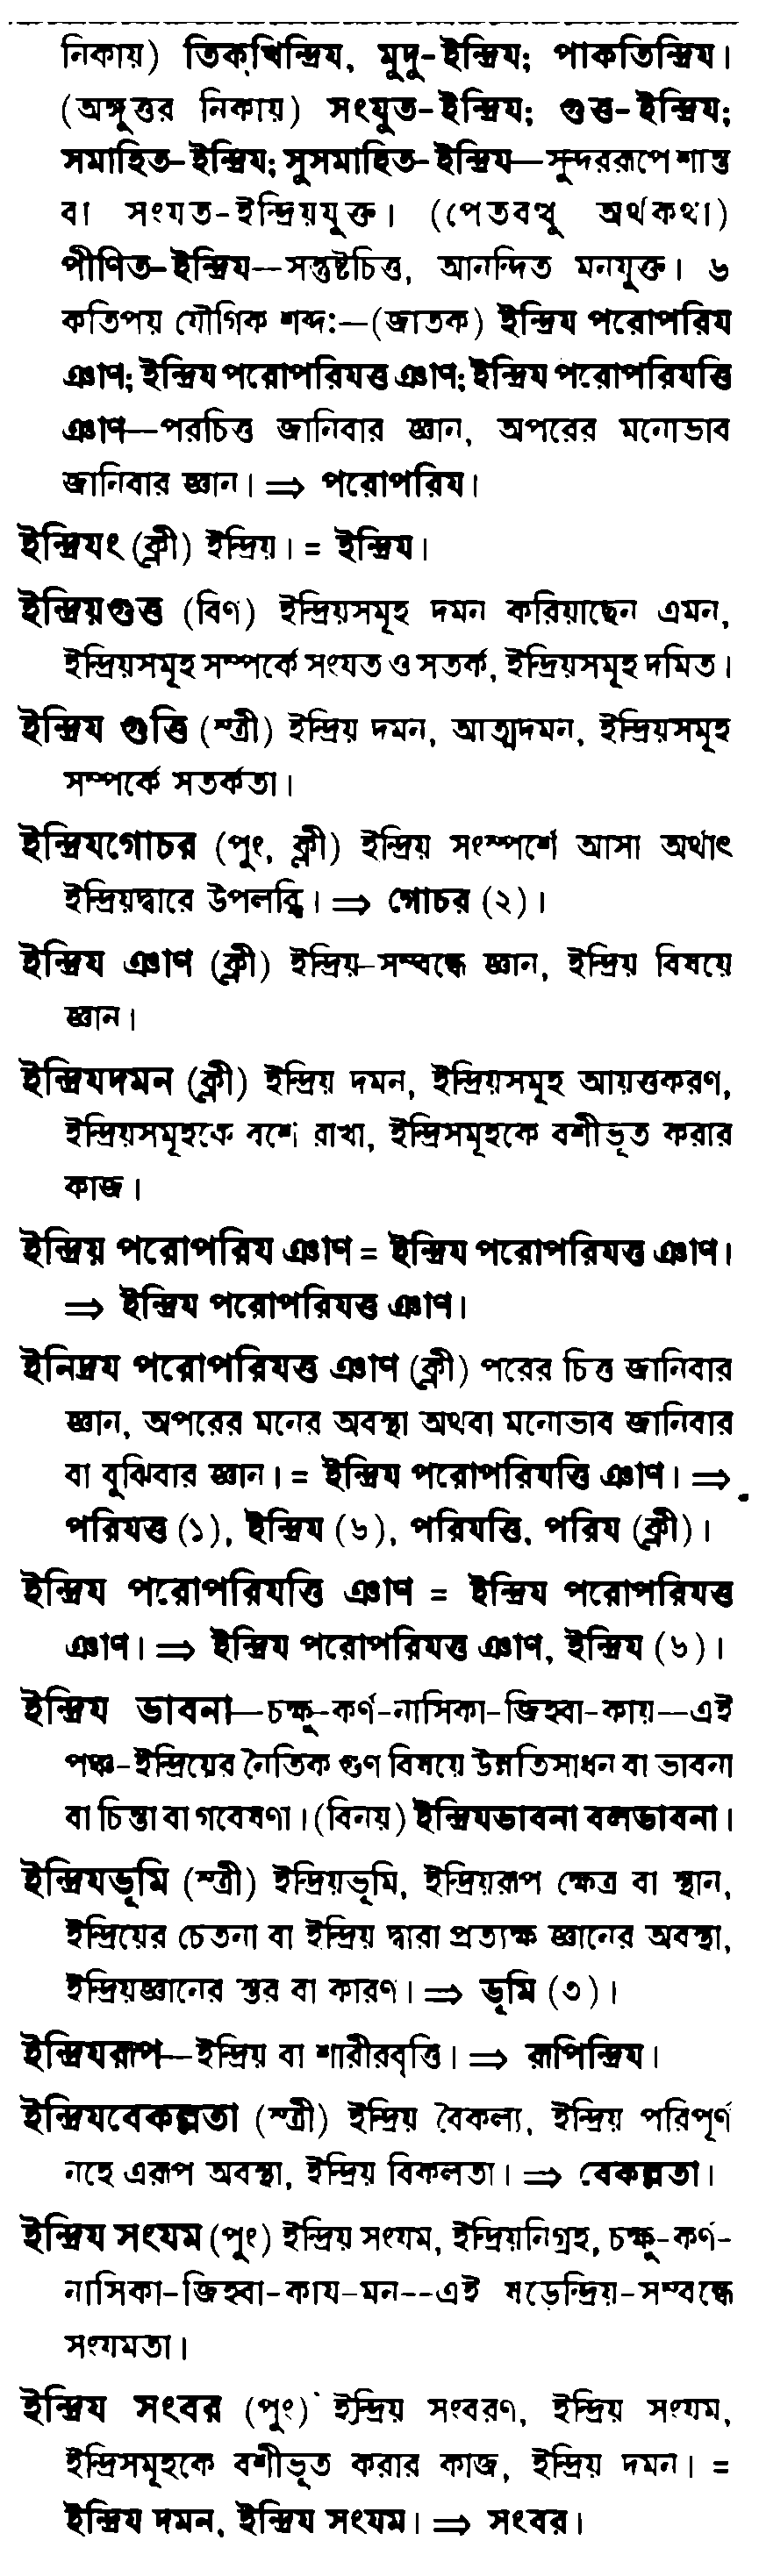 নিকায়) তিক্খিন্দ্রিয, মুদু-ইন্দ্রিয; পাকতিন্দ্রিয।
(অঙ্গুত্তর নিকায়) সংযুত-ইন্দ্রিয; গুত্ত-ইন্দ্রিয;
সমাহিত-ইন্দ্রিয; সুসমাহিত-ইন্দ্রিয—সুন্দররূপে শান্ত
বা সংযত-ইন্দ্রিয়যুক্ত। (পেতবত্থু অর্থকথা)
পীণিত-ইন্দ্রিয—সন্তুষ্টচিত্ত, আনন্দিত মনযুক্ত। ৬
কতিপয় যৌগিক শব্দ:—(জাতক) ইন্দ্রিয পরোপরিয
ঞাণ; ইন্দ্রিয পরোপরিযত্ত ঞাণ; ইন্দ্রিয পরোপরিযত্তি
ঞাণ—পরচিত্ত জানিবার জ্ঞান, অপরের মনোভাব
জানিবার জ্ঞান। ⇒ পরোপরিয।
ইন্দ্রিযং (ক্লী) ইন্দ্রিয়। = ইন্দ্রিয।
ইন্দ্রিয়গুত্ত (বিণ) ইন্দ্রিয়সমূহ দমন করিয়াছেন এমন,
ইন্দ্রিয়সমূহ সম্পর্কে সংযত ও সতর্ক, ইন্দ্রিয়সমূহ দমিত।
ইন্দ্রিয গুত্তি (স্ত্রী) ইন্দ্রিয় দমন, আত্মদমন, ইন্দ্রিয়সমূহ
সম্পর্কে সতর্কতা।
ইন্দ্রিযগোচর (পুং, ক্লী) ইন্দ্রিয় সংস্পর্শে আসা অর্থাৎ
ইন্দ্রিয়দ্বারে উপলব্ধি। ⇒ গোচর (২)।
ইন্দ্রিয ঞাণ (ক্লী) ইন্দ্রিয়-সম্বন্ধে জ্ঞান, ইন্দ্রিয় বিষয়ে
জ্ঞান।
ইন্দ্রিযদমন (ক্লী) ইন্দ্রিয় দমন, ইন্দ্রিয়সমূহ আয়ত্তকরণ,
ইন্দ্রিয়সমূহকে বশে রাখা, ইন্দ্রিসমূহকে বশীভূত করার
কাজ।
ইন্দ্রিয় পরোপরিয ঞাণ = ইন্দ্রিয পরোপরিযত্ত ঞাণ।
⇒ ইন্দ্রিয পরোপরিযত্ত ঞাণ।
ইনিদ্রয পরোপরিযত্ত ঞাণ (ক্লী) পরের চিত্ত জানিবার
জ্ঞান, অপরের মনের অবস্থা অথবা মনোভাব জানিবার
বা বুঝিবার জ্ঞান। = ইন্দ্রিয পরোপরিযত্তি ঞাণ। ⇒
পরিযত্ত (১), ইন্দ্রিয (৬), পরিযত্তি, পরিয (ক্লী)।
ইন্দ্রিয পরোপরিযত্তি ঞাণ = ইন্দ্রিয পরোপরিযত্ত
ঞাণ। ⇒ ইন্দ্রিয পরোপরিযত্ত ঞাণ, ইন্দ্রিয (৬)।
ইন্দ্রিয ভাবনা—চক্ষু-কর্ণ-নাসিকা-জিহ্বা-কায়—এই
পঞ্চ-ইন্দ্রিয়ের নৈতিক গুণ বিষয়ে উন্নতিসাধন বা ভাবনা
বা চিন্তা বা গবেষণা। (বিনয়) ইন্দ্রিযভাবনা বলভাবনা।
ইন্দ্রিযভূমি (স্ত্রী) ইন্দ্রিয়ভূমি, ইন্দ্রিয়রূপ ক্ষেত্র বা স্থান,
ইন্দ্রিয়ের চেতনা বা ইন্দ্রিয় দ্বারা প্রত্যক্ষ জ্ঞানের অবস্থা,
ইন্দ্রিয়জ্ঞানের স্তর বা কারণ। ⇒ ভূমি (৩)।
ইন্দ্রিযরূপ—ইন্দ্রিয় বা শারীরবৃত্তি। ⇒ রূপিন্দ্রিয।
ইন্দ্রিযবেকল্লতা (স্ত্রী) ইন্দ্রিয় বৈকল্য, ইন্দ্রিয় পরিপূর্ণ
নহে এরূপ অবস্থা, ইন্দ্রিয় বিকলতা। ⇒ বেকল্লতা।
ইন্দ্রিয সংযম (পুং) ইন্দ্রিয় সংযম, ইন্দ্রিয়নিগ্রহ, চক্ষু-কর্ণ-
নাসিকা-জিহ্বা-কায-মন--এই ষড়েন্দ্রিয়-সম্বন্ধে
সংযমতা।
ইন্দ্রিয সংবর (পুং) ইন্দ্রিয় সংবরণ, ইন্দ্রিয় সংযম,
ইন্দ্রিসমূহকে বশীভূত করার কাজ, ইন্দ্রিয় দমন। =
ইন্দ্রিয দমন, ইন্দ্রিয সংযম। ⇒ সংবর।